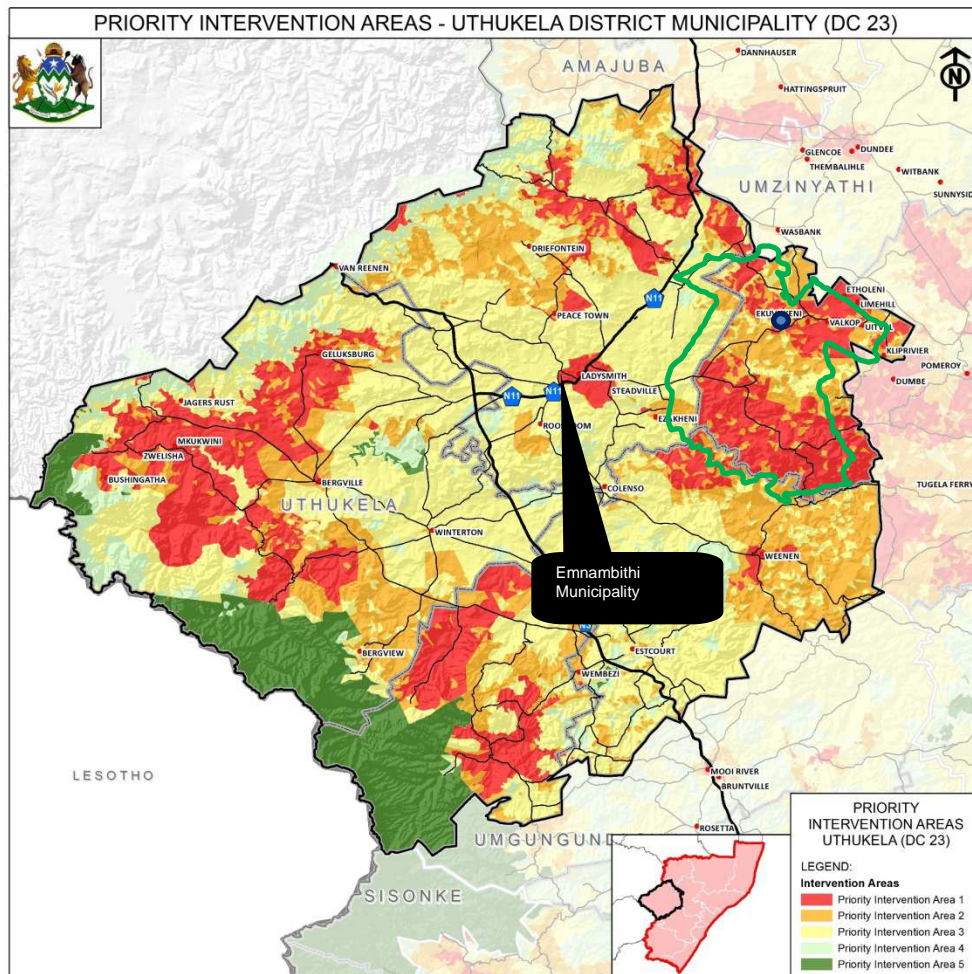 PRIORITY INTERVENTION AREAS - UTHUKELA DISTRICT MUNICIPALITY (DC 23)
DANNHAUSER
AMAJUBA
N
HATTINGSPRUIT
GLENCOE
DUNDEE
THEMBALIHLE
WITBANK
UMZINYATHI
SUNNYSID
WASBANK
DRIEFONTEIN
VAN REENEN
ETHOLENI
LIMEHILL
N11
PEACE TOWN
VALKOP
UITVAL
KLIPRIVIER
GELUKSBURG
POMEROY
LADYSMITH
DUMBE
STEADVILLE
N11
N11
JAGERS RUST
EZAKHENI
MKUKWINI
ZWELISHA
BUSHINGATHA
BERGVILLE
COLENSO
TUGELA FERRY
UTHUKELA
WINTERTON
WEENEN
Emnambithi
Municipality
N3
BERGVIEW
ESTCOURT
WEMBEZI
LESOTHO
MOOI RIVER
BRUNTVILLE
ROSETTA
UMGUNGUND
SISONKE
PRIORITY
INTERVENTION AREAS
UTHUKELA (DC 23)
LEGEND:
Intervention Areas
Priority Intervention Area 1
Priority Intervention Area 2
Priority Intervention Area 3
Priority Intervention Area 4
Priority Intervention Area 5